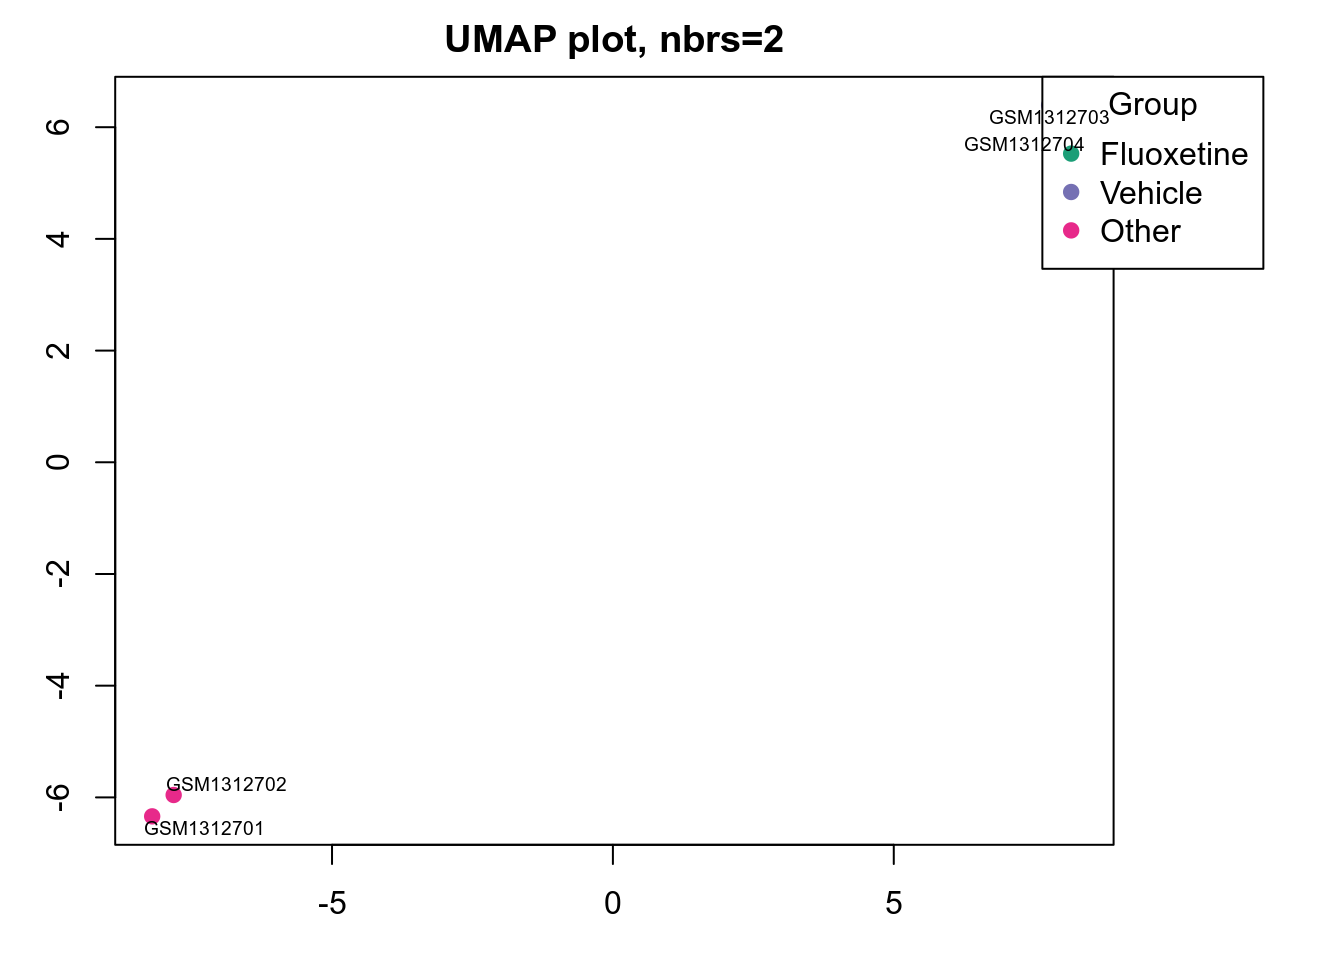 UMAP plot, nbrs=2
6
4
2
0
-2
-4
-6
GSM1312703
GSM1312704
Group
Fluoxetine
Vehicle
Other
GSM1312702
GSM1312701
-5
0
5